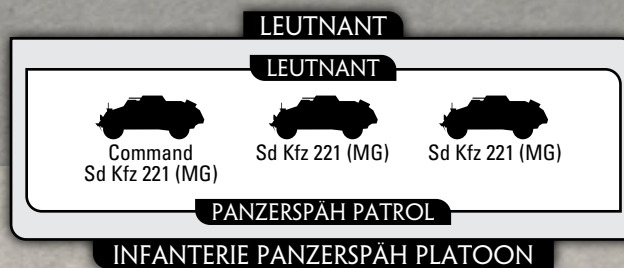 LEUTNANT
LEUTNANT
Command
Sd Kfz 221 (MG)
Sd Kfz 221 (MG)
Sd Kfz 221 (MG)
PANZERSPÄH PATROL
INFANTERIE PANZERSPÄH PLATOON